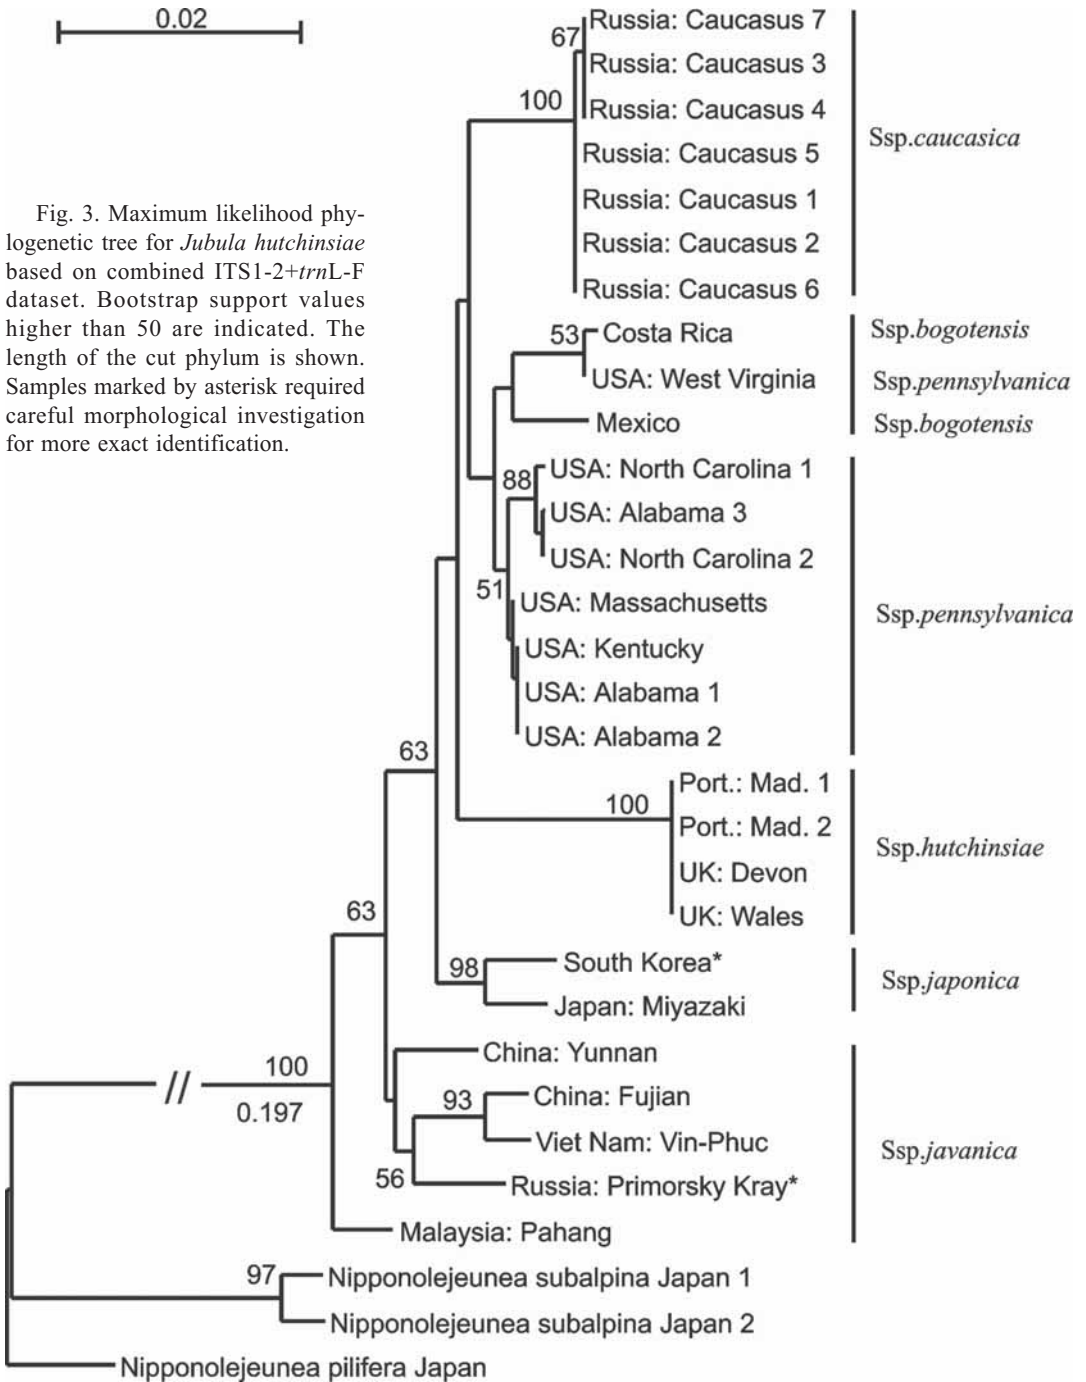 0.02
Fig. 3. Maximum likelihood phy-
logenetic tree for Jubula hutchinsiae
based on combined ITS1-2+trnL-F
dataset. Bootstrap support values
higher than 50 are indicated. The
length of the cut phylum is shown.
Samples marked by asterisk required
careful morphological investigation
for more exact identification.
67
Russia: Caucasus 7
Russia: Caucasus 3
100
Russia: Caucasus 4
Russia: Caucasus 5
Russia: Caucasus 1
Russia: Caucasus 2
Russia: Caucasus 6
Ssp.caucasica
53
Costa Rica
Ssp.bogotensis
USA: West Virginia
Ssp.pennsylvanica
Mexico
Ssp.bogotensis
88
USA: North Carolina 1
USA: Alabama 3
USA: North Carolina 2
51
USA: Massachusetts
USA: Kentucky
USA: Alabama 1
USA: Alabama 2
Ssp.pennsylvanica
63
100
Port.: Mad. 1
Port.: Mad. 2
UK: Devon
UK: Wales
Ssp.hutchinsiae
63
98
South Korea*
Japan: Miyazaki
Ssp.japonica
China: Yunnan
100
0.197
93
China: Fujian
Viet Nam: Vin-Phuc
56
Russia: Primorsky Kray*
Malaysia: Pahang
Ssp.javanica
97
Nipponolejeunea subalpina Japan 1
Nipponolejeunea subalpina Japan 2
Nipponolejeunea pilifera Japan